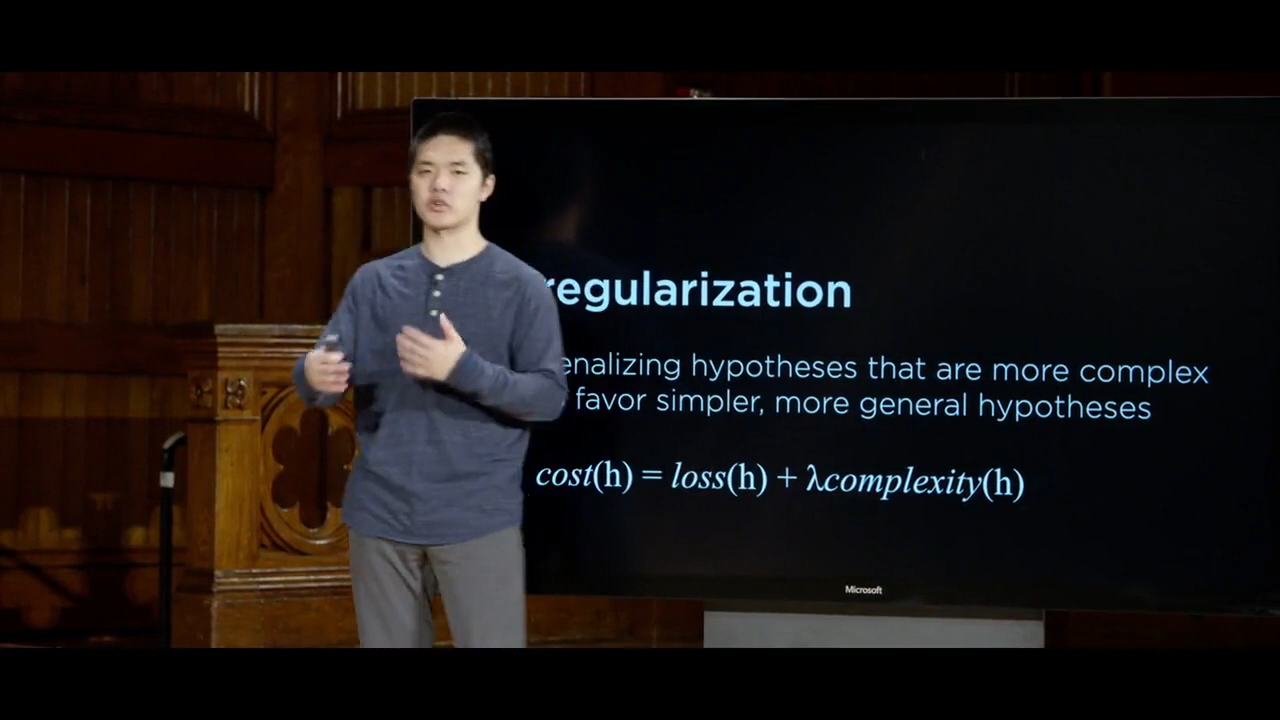 regularization
enalizing hypotheses that are more complex
favor simpler, more general hypotheses
cost(h) = loss(h) + λcomplexity(h)
Microsoft